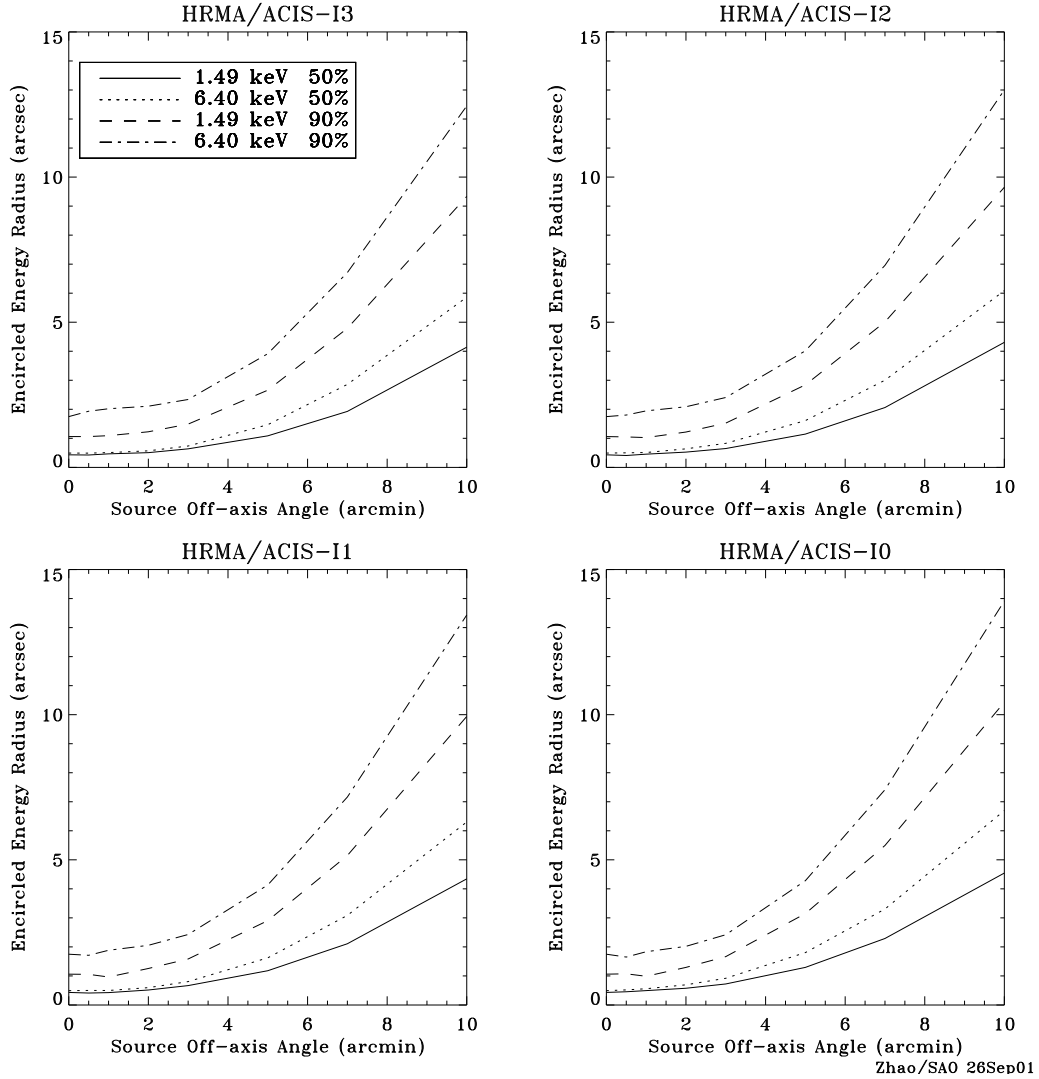 HRMA/ACIS-I3
15
10
5
0
Encircled Energy Radius (arcsec)
1.49 keV 50%
6.40 keV 50%
1.49 keV 90%
6.40 keV 90%
0 2 4 6 8 10
Source Off-axis Angle (arcmin)
HRMA/ACIS-I2
15
10
5
0
Encircled Energy Radius (arcsec)
0 2 4 6 8 10
Source Off-axis Angle (arcmin)
HRMA/ACIS-I1
15
10
5
0
Encircled Energy Radius (arcsec)
0 2 4 6 8 10
Source Off-axis Angle (arcmin)
HRMA/ACIS-I0
15
10
5
0
Encircled Energy Radius (arcsec)
0 2 4 6 8 10
Source Off-axis Angle (arcmin)
Zhao/SAO 26Sep01